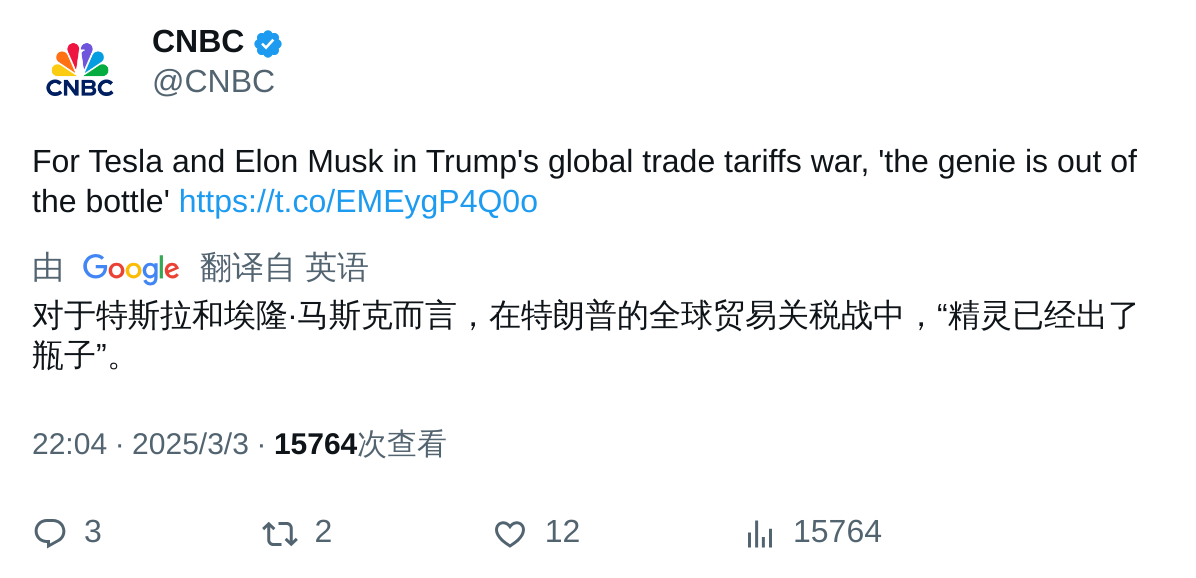 CNBC
CNBC
@CNBC
For Tesla and Elon Musk in Trump's global trade tariffs war, 'the genie is out of
the bottle' https://t.co/EMEygP4Q0o
由 Google 翻译自 英语
对于特斯拉和埃隆·马斯克而言，在特朗普的全球贸易关税战中，“精灵已经出了
瓶子”。
22:04 · 2025/3/3 · 15764次查看
3 2 12 15764